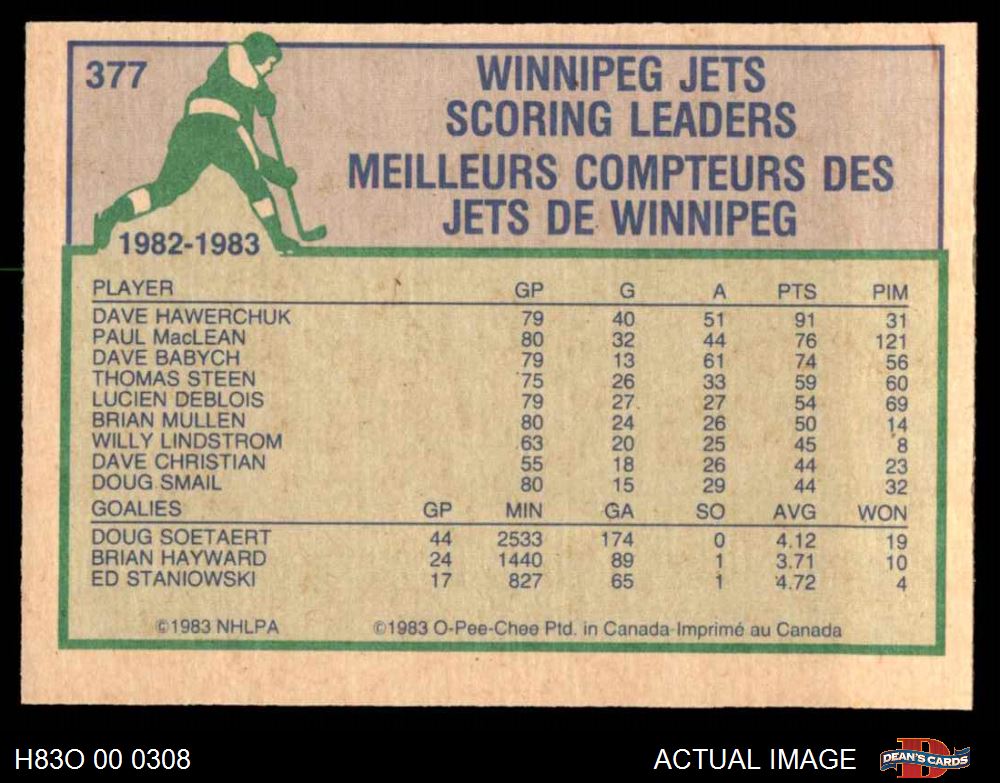 377
WINNIPEG JETS
SCORING LEADERS
MEILLEURS COMPTEURS DES
JETS DE WINNIPEG
1982-1983
PLAYER GP G A PTS PIM
DAVE HAWERCHUK 79 40 51 91 31
PAUL MacLEAN 80 32 44 76 121
DAVE BABYCH 79 13 61 74 56
THOMAS STEEN 75 26 33 59 60
LUCIEN DEBLOIS 79 27 27 54 69
BRIAN MULLEN 80 24 26 50 14
WILLY LINDSTROM 63 20 25 45 8
DAVE CHRISTIAN 55 18 26 44 23
DOUG SMAIL 80 15 29 44 32
GOALIES GP MIN GA SO AVG WON
DOUG SOETAERT 44 2533 174 0 4.12 19
BRIAN HAYWARD 24 1440 89 1 3.71 10
ED STANIOWSKI 17 827 65 1 4.72 4
©1983 NHLPA ©1983 O-Pee-Chee Ptd. in Canada-Imprimé au Canada
H83O 00 0308 ACTUAL IMAGE DEAN'S CARDS